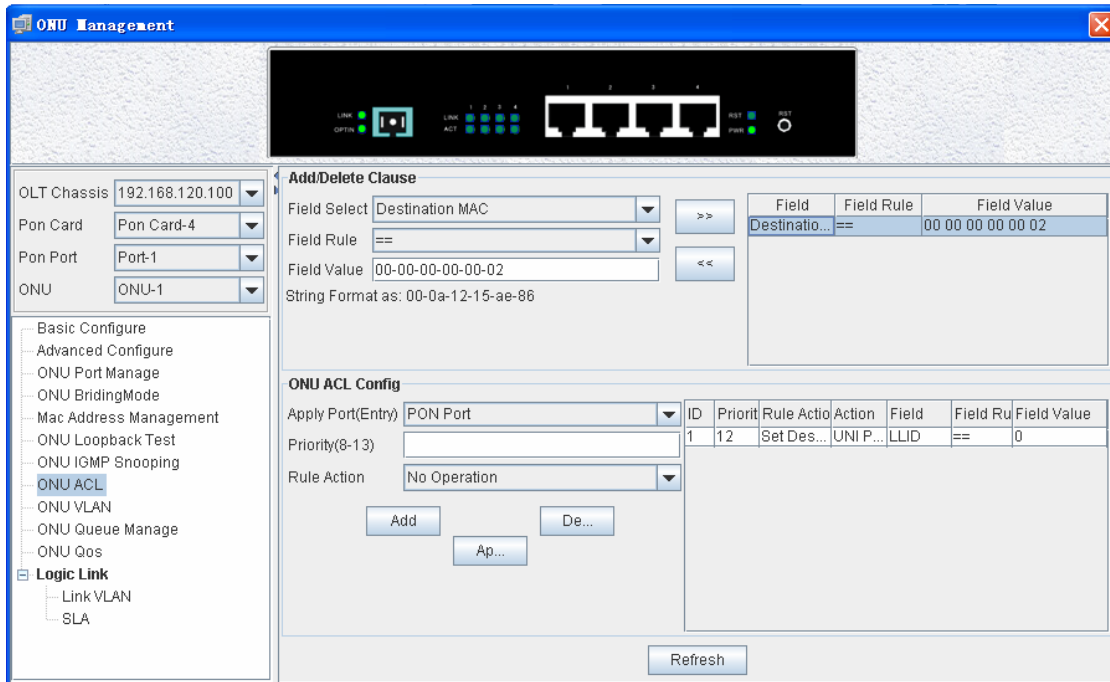 ONU Management
1 2 3 4
LINK
OPTIN
1 2 3 4
LINK
ACT
RST
PWR
RST
OLT Chassis 192.168.120.100
Pon Card Pon Card-4
Pon Port Port-1
ONU ONU-1
Basic Configure
Advanced Configure
ONU Port Manage
ONU BridingMode
Mac Address Management
ONU Loopback Test
ONU IGMP Snooping
ONU ACL
ONU VLAN
ONU Queue Manage
ONU Qos
Logic Link
Link VLAN
SLA
Add/Delete Clause
Field Select Destination MAC
Field Rule ==
Field Value 00-00-00-00-00-02
String Format as: 00-0a-12-15-ae-86
>>
<<
Field Field Rule Field Value
Destinatio... == 00 00 00 00 00 02
ONU ACL Config
Apply Port(Entry) PON Port
Priority(8-13)
Rule Action No Operation
Add De...
Ap...
ID Priorit Rule Actio Action Field Field Ru Field Value
1 12 Set Des... UNI P... LLID == 0
Refresh